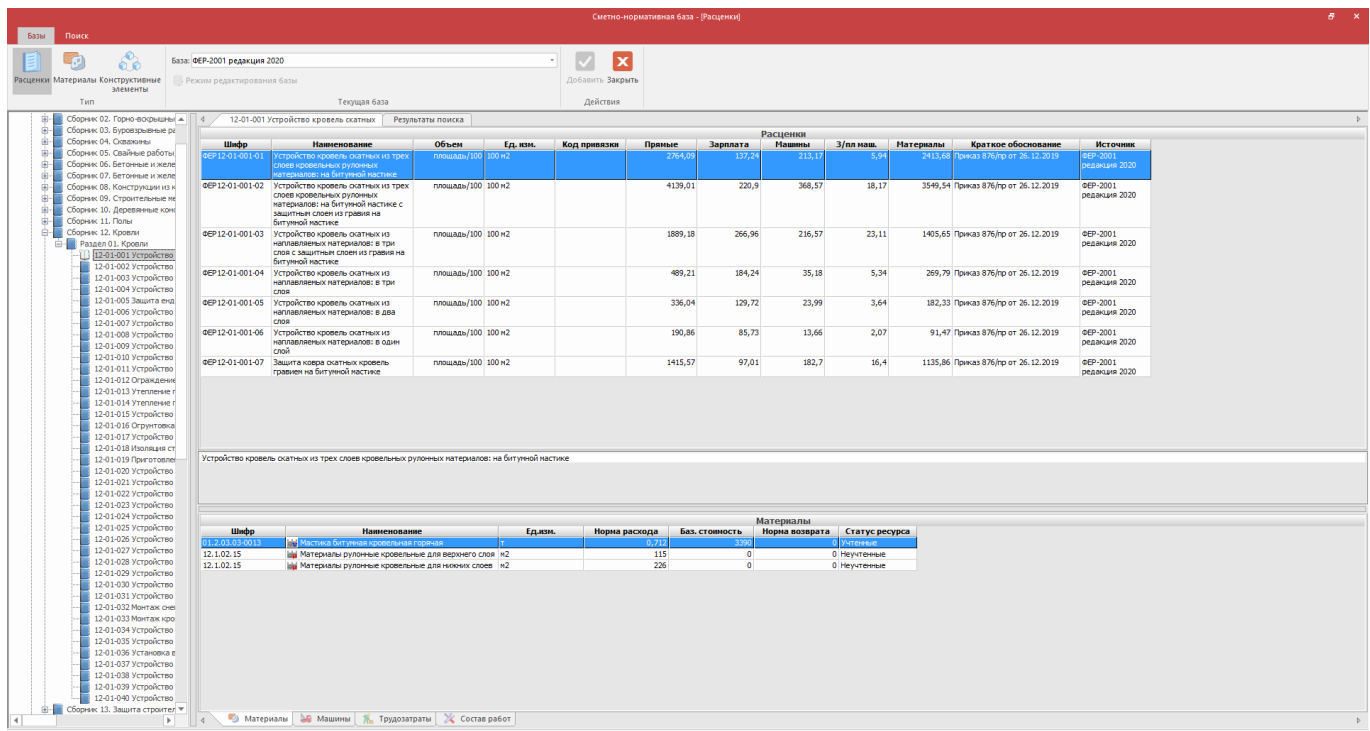 Сметно-нормативная база - [Расценки]
Базы Поиск
База: ФЕР-2001 редакция 2020
Расценки Материалы Конструктивные элементы
Режим редактирования базы
Добавить Закрыть
Тип Текущая база Действия
Сборник 02. Горно-вскрышны
Сборник 03. Буровзрывные ра
Сборник 04. Скважины
Сборник 05. Свайные работы
Сборник 06. Бетонные и желе
Сборник 07. Бетонные и желе
Сборник 08. Конструкции из к
Сборник 09. Строительные ме
Сборник 10. Деревянные конс
Сборник 11. Полы
Сборник 12. Кровли
Раздел 01. Кровли
12-01-001 Устройство
12-01-002 Устройство
12-01-003 Устройство
12-01-004 Устройство
12-01-005 Защита енд
12-01-006 Устройство
12-01-007 Устройство
12-01-008 Устройство
12-01-009 Устройство
12-01-010 Устройство
12-01-011 Устройство
12-01-012 Ограждение
12-01-013 Утепление п
12-01-014 Утепление п
12-01-015 Устройство
12-01-016 Огрунтовка
12-01-017 Устройство
12-01-018 Изоляция ст
12-01-019 Приготовлен
12-01-020 Устройство
12-01-021 Устройство
12-01-022 Устройство
12-01-023 Устройство
12-01-024 Устройство
12-01-025 Устройство
12-01-026 Устройство
12-01-027 Устройство
12-01-028 Устройство
12-01-029 Устройство
12-01-030 Устройство
12-01-031 Устройство
12-01-032 Монтаж снег
12-01-033 Монтаж кро
12-01-034 Устройство
12-01-035 Устройство
12-01-036 Установка в
12-01-037 Устройство
12-01-038 Устройство
12-01-039 Устройство
12-01-040 Устройство
Сборник 13. Защита строител
12-01-001 Устройство кровель скатных Результаты поиска
Расценки
Шифр Наименование Объем Ед. изм. Код привязки Прямые Зарплата Машины З/пл маш. Материалы Краткое обоснование Источник
ФЕР12-01-001-01 Устройство кровель скатных из трех площадь/100 100 м2 2764,09 137,24 213,17 5,94 2413,68 Приказ 876/пр от 26.12.2019 ФЕР-2001
слоев кровельных рулонных редакция 2020
материалов: на битумной мастике
ФЕР12-01-001-02 Устройство кровель скатных из трех площадь/100 100 м2 4139,01 220,9 368,57 18,17 3549,54 Приказ 876/пр от 26.12.2019 ФЕР-2001
слоев кровельных рулонных редакция 2020
материалов: на битумной мастике с
защитным слоем из гравия на
битумной мастике
ФЕР12-01-001-03 Устройство кровель скатных из площадь/100 100 м2 1889,18 266,96 216,57 23,11 1405,65 Приказ 876/пр от 26.12.2019 ФЕР-2001
наплавляемых материалов: в три редакция 2020
слоя с защитным слоем из гравия на
битумной мастике
ФЕР12-01-001-04 Устройство кровель скатных из площадь/100 100 м2 489,21 184,24 35,18 5,34 269,79 Приказ 876/пр от 26.12.2019 ФЕР-2001
наплавляемых материалов: в три редакция 2020
слоя
ФЕР12-01-001-05 Устройство кровель скатных из площадь/100 100 м2 336,04 129,72 23,99 3,64 182,33 Приказ 876/пр от 26.12.2019 ФЕР-2001
наплавляемых материалов: в два редакция 2020
слоя
ФЕР12-01-001-06 Устройство кровель скатных из площадь/100 100 м2 190,86 85,73 13,66 2,07 91,47 Приказ 876/пр от 26.12.2019 ФЕР-2001
наплавляемых материалов: в один редакция 2020
слой
ФЕР12-01-001-07 Защита ковра скатных кровель площадь/100 100 м2 1415,57 97,01 182,7 16,4 1135,86 Приказ 876/пр от 26.12.2019 ФЕР-2001
гравием на битумной мастике редакция 2020
Устройство кровель скатных из трех слоев кровельных рулонных материалов: на битумной мастике
Материалы
Шифр Наименование Ед.изм. Норма расхода Баз. стоимость Норма возврата Статус ресурса
01.2.03.03-0013 Мастика битумная кровельная горячая т 0,712 3390 0 Учтенные
12.1.02.15 Материалы рулонные кровельные для верхнего слоя м2 115 0 0 Неучтенные
12.1.02.15 Материалы рулонные кровельные для нижних слоев м2 226 0 0 Неучтенные
Материалы Машины Трудозатраты Состав работ